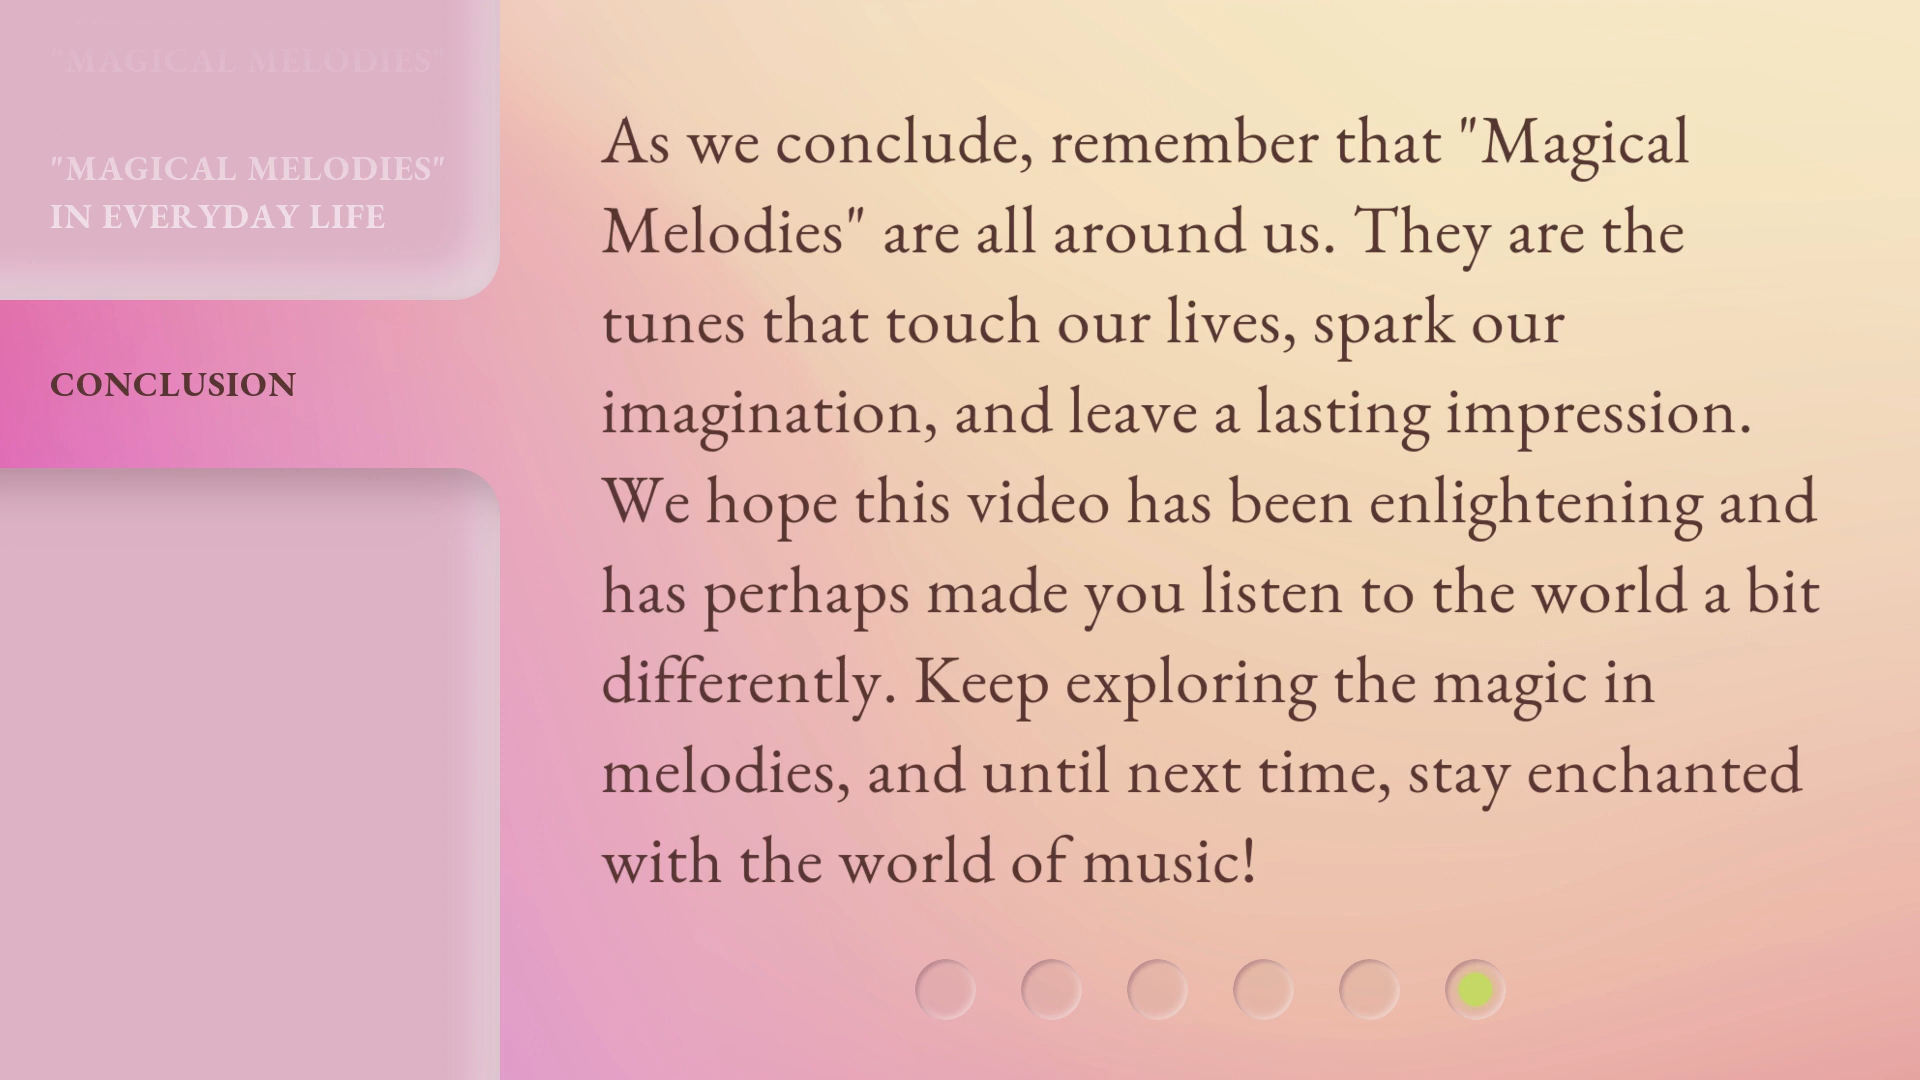 "MAGICAL MELODIES"
"MAGICAL MELODIES"
IN EVERYDAY LIFE
CONCLUSION
As we conclude, remember that "Magical
Melodies" are all around us. They are the
tunes that touch our lives, spark our
imagination, and leave a lasting impression.
We hope this video has been enlightening and
has perhaps made you listen to the world a bit
differently. Keep exploring the magic in
melodies, and until next time, stay enchanted
with the world of music!